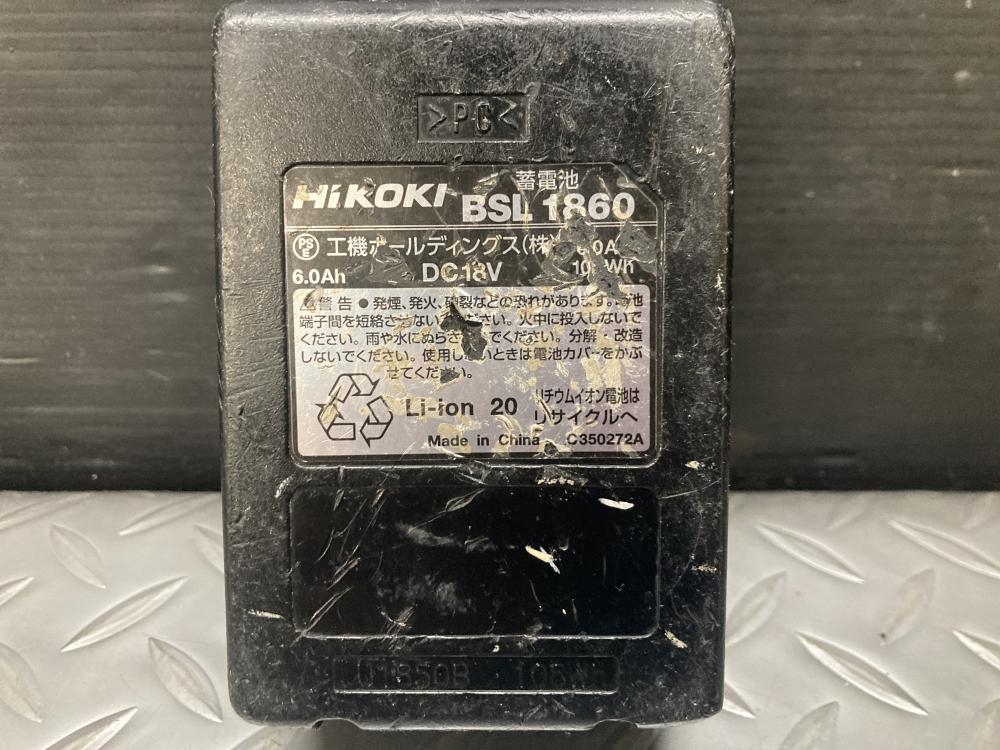 >PC<
HiKOKI 蓄電池
BSL 1860
PSE 工機ホールディングス(株)
6.0Ah DC 18V Wh
警告 ● 発煙、発火、破裂などの恐れがあります。
端子間を短絡させないでください。火中に投入しないで
ください。雨や水にぬらさないでください。分解・改造
しないでください。使用しないときは電池カバーをかぶ
せてください。
Li-ion 20 リチウムイオン電池は
リサイクルへ
Made in China C350272A